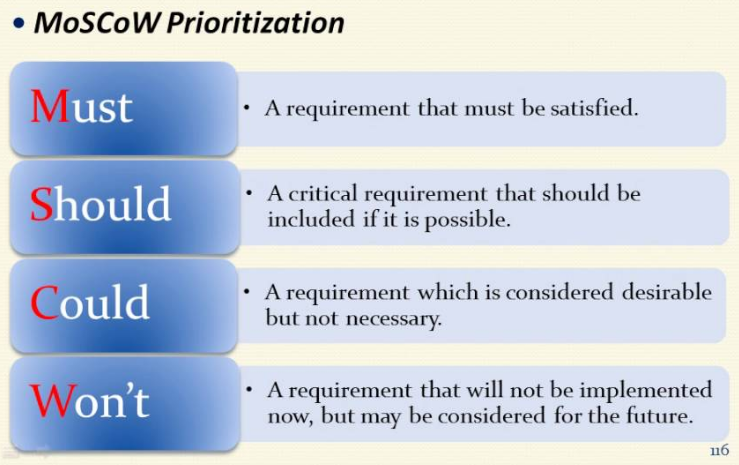 • MoSCoW Prioritization
Must
• A requirement that must be satisfied.
Should
• A critical requirement that should be
included if it is possible.
Could
• A requirement which is considered desirable
but not necessary.
Won't
• A requirement that will not be implemented
now, but may be considered for the future.
116